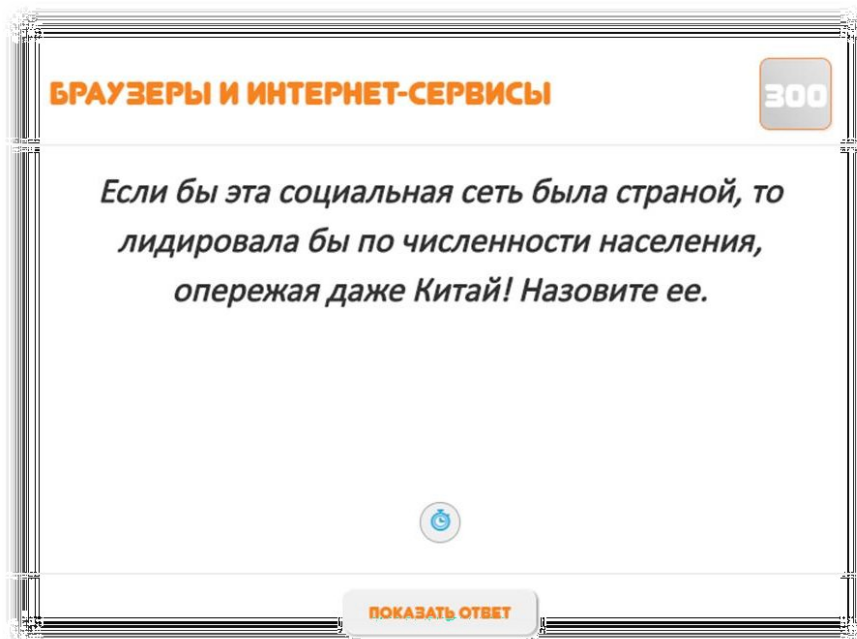 БРАУЗЕРЫ И ИНТЕРНЕТ-СЕРВИСЫ
300
Если бы эта социальная сеть была страной, то
лидировала бы по численности населения,
опережая даже Китай! Назовите ее.
ПОКАЗАТЬ ОТВЕТ